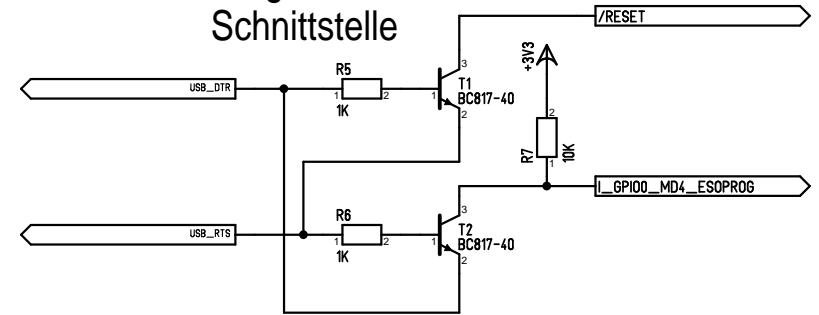 Schnittstelle
/RESET
+3V3
USB_DTR
R5
1
2
1K
3
1
T1
BC817-40
2
R7
2
1
10K
I_GPIO0_MD4_ESOPROG
USB_RTS
R6
1
2
1K
3
1
T2
BC817-40
2